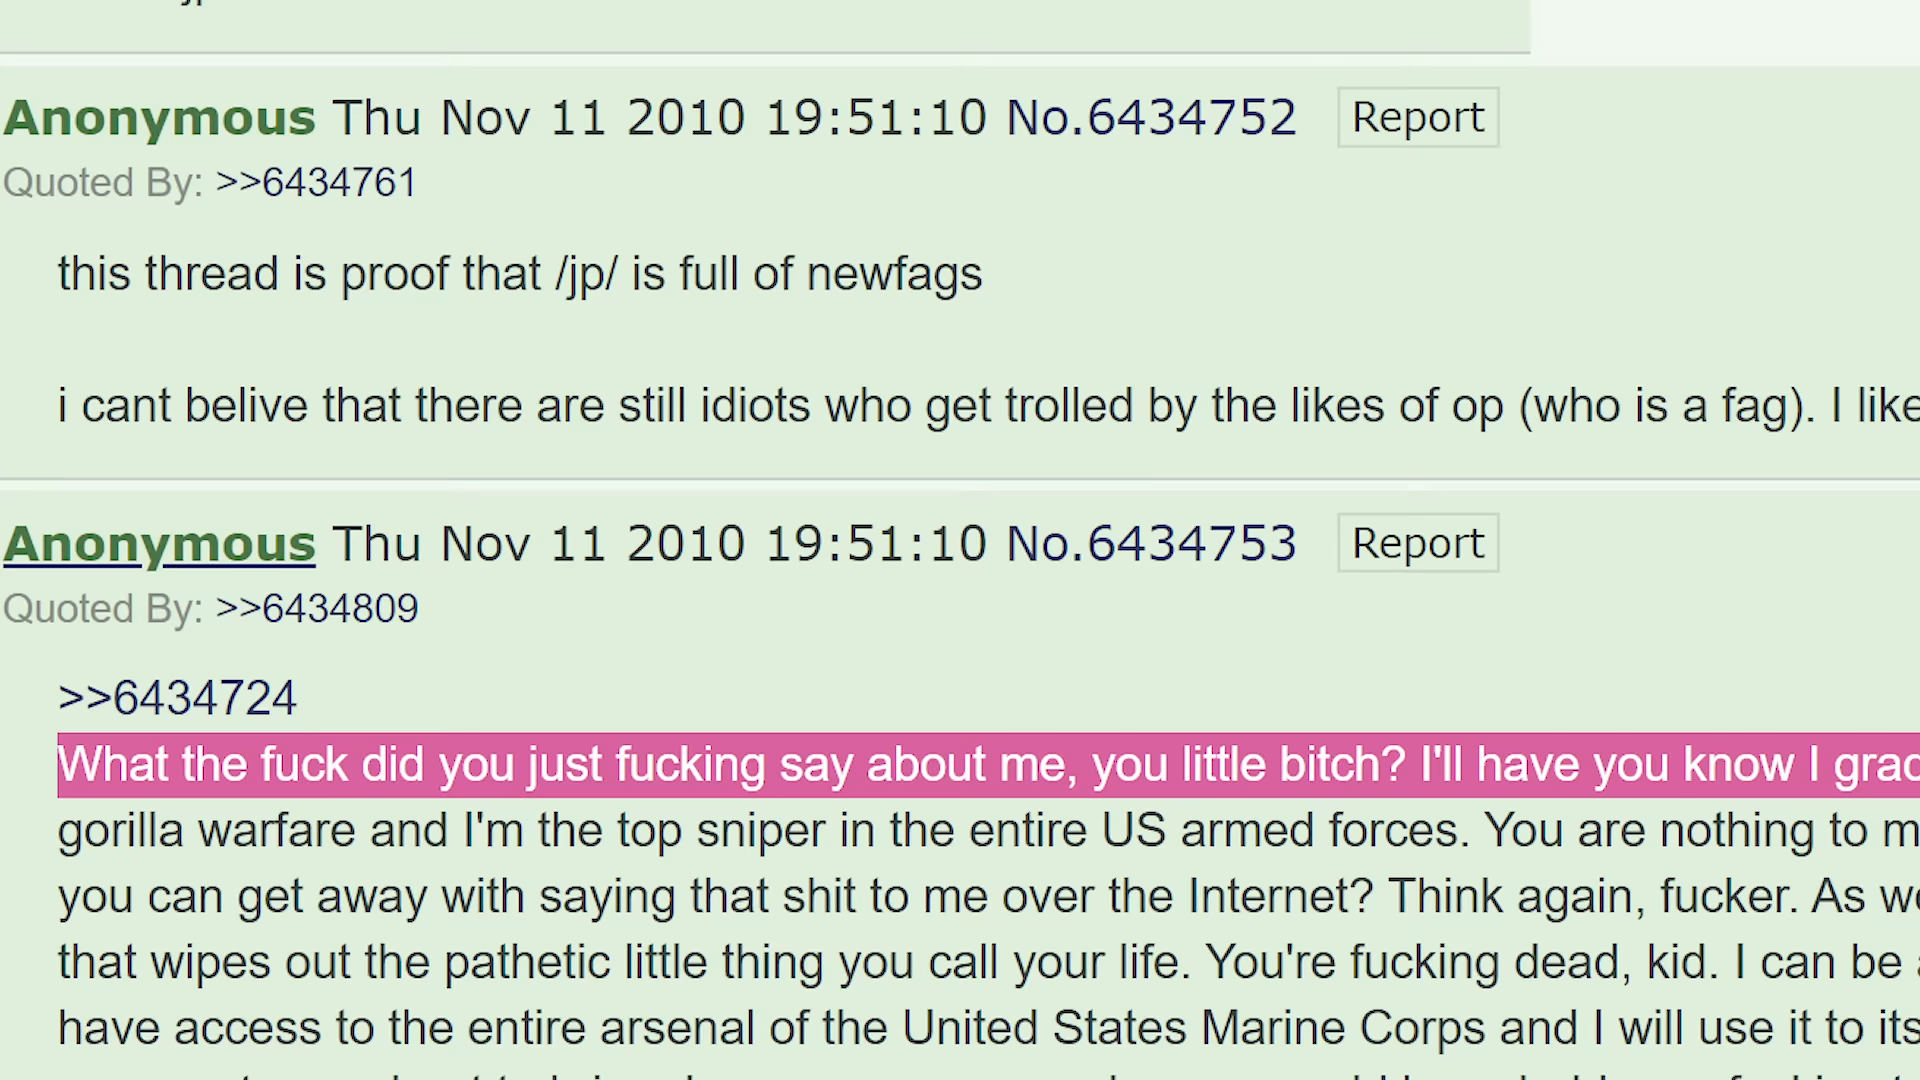 Anonymous Thu Nov 11 2010 19:51:10 No.6434752 Report
Quoted By: >>6434761
this thread is proof that /jp/ is full of newfags
i cant belive that there are still idiots who get trolled by the likes of op (who is a fag). I like
Anonymous Thu Nov 11 2010 19:51:10 No.6434753 Report
Quoted By: >>6434809
>>6434724
What the fuck did you just fucking say about me, you little bitch? I'll have you know I grad
gorilla warfare and I'm the top sniper in the entire US armed forces. You are nothing to m
you can get away with saying that shit to me over the Internet? Think again, fucker. As we
that wipes out the pathetic little thing you call your life. You're fucking dead, kid. I can be a
have access to the entire arsenal of the United States Marine Corps and I will use it to its